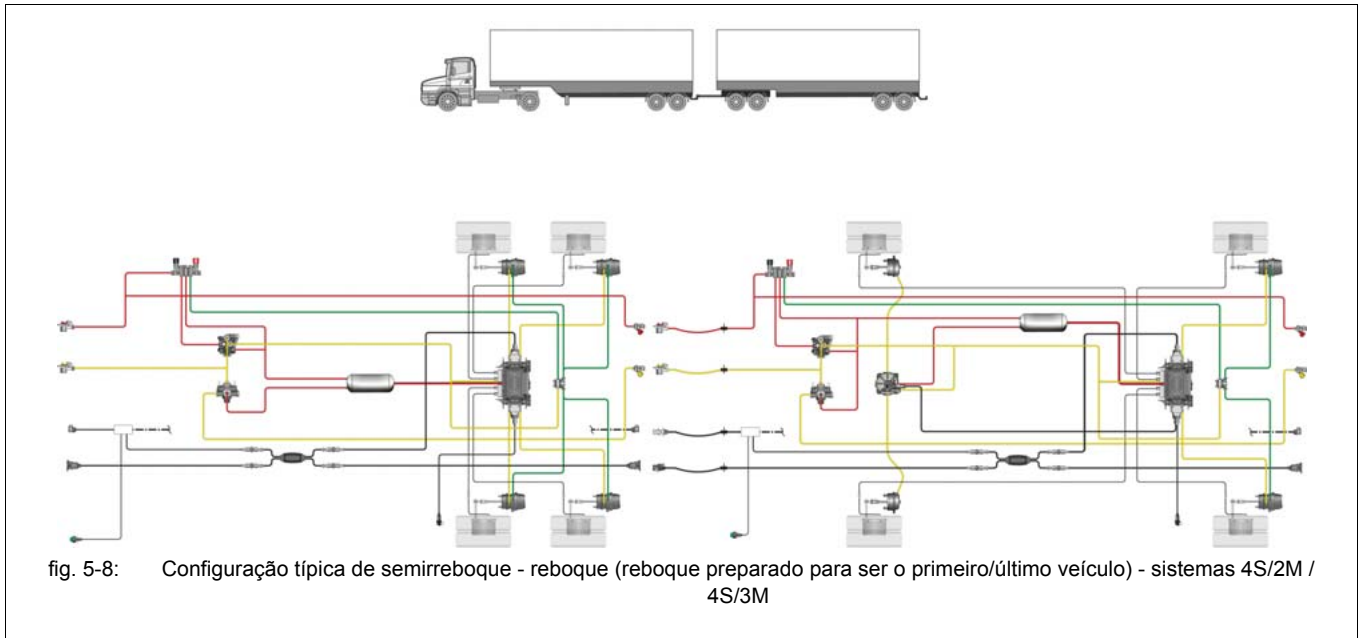 fig. 5-8: Configuração típica de semirreboque - reboque (reboque preparado para ser o primeiro/último veículo) - sistemas 4S/2M /
4S/3M